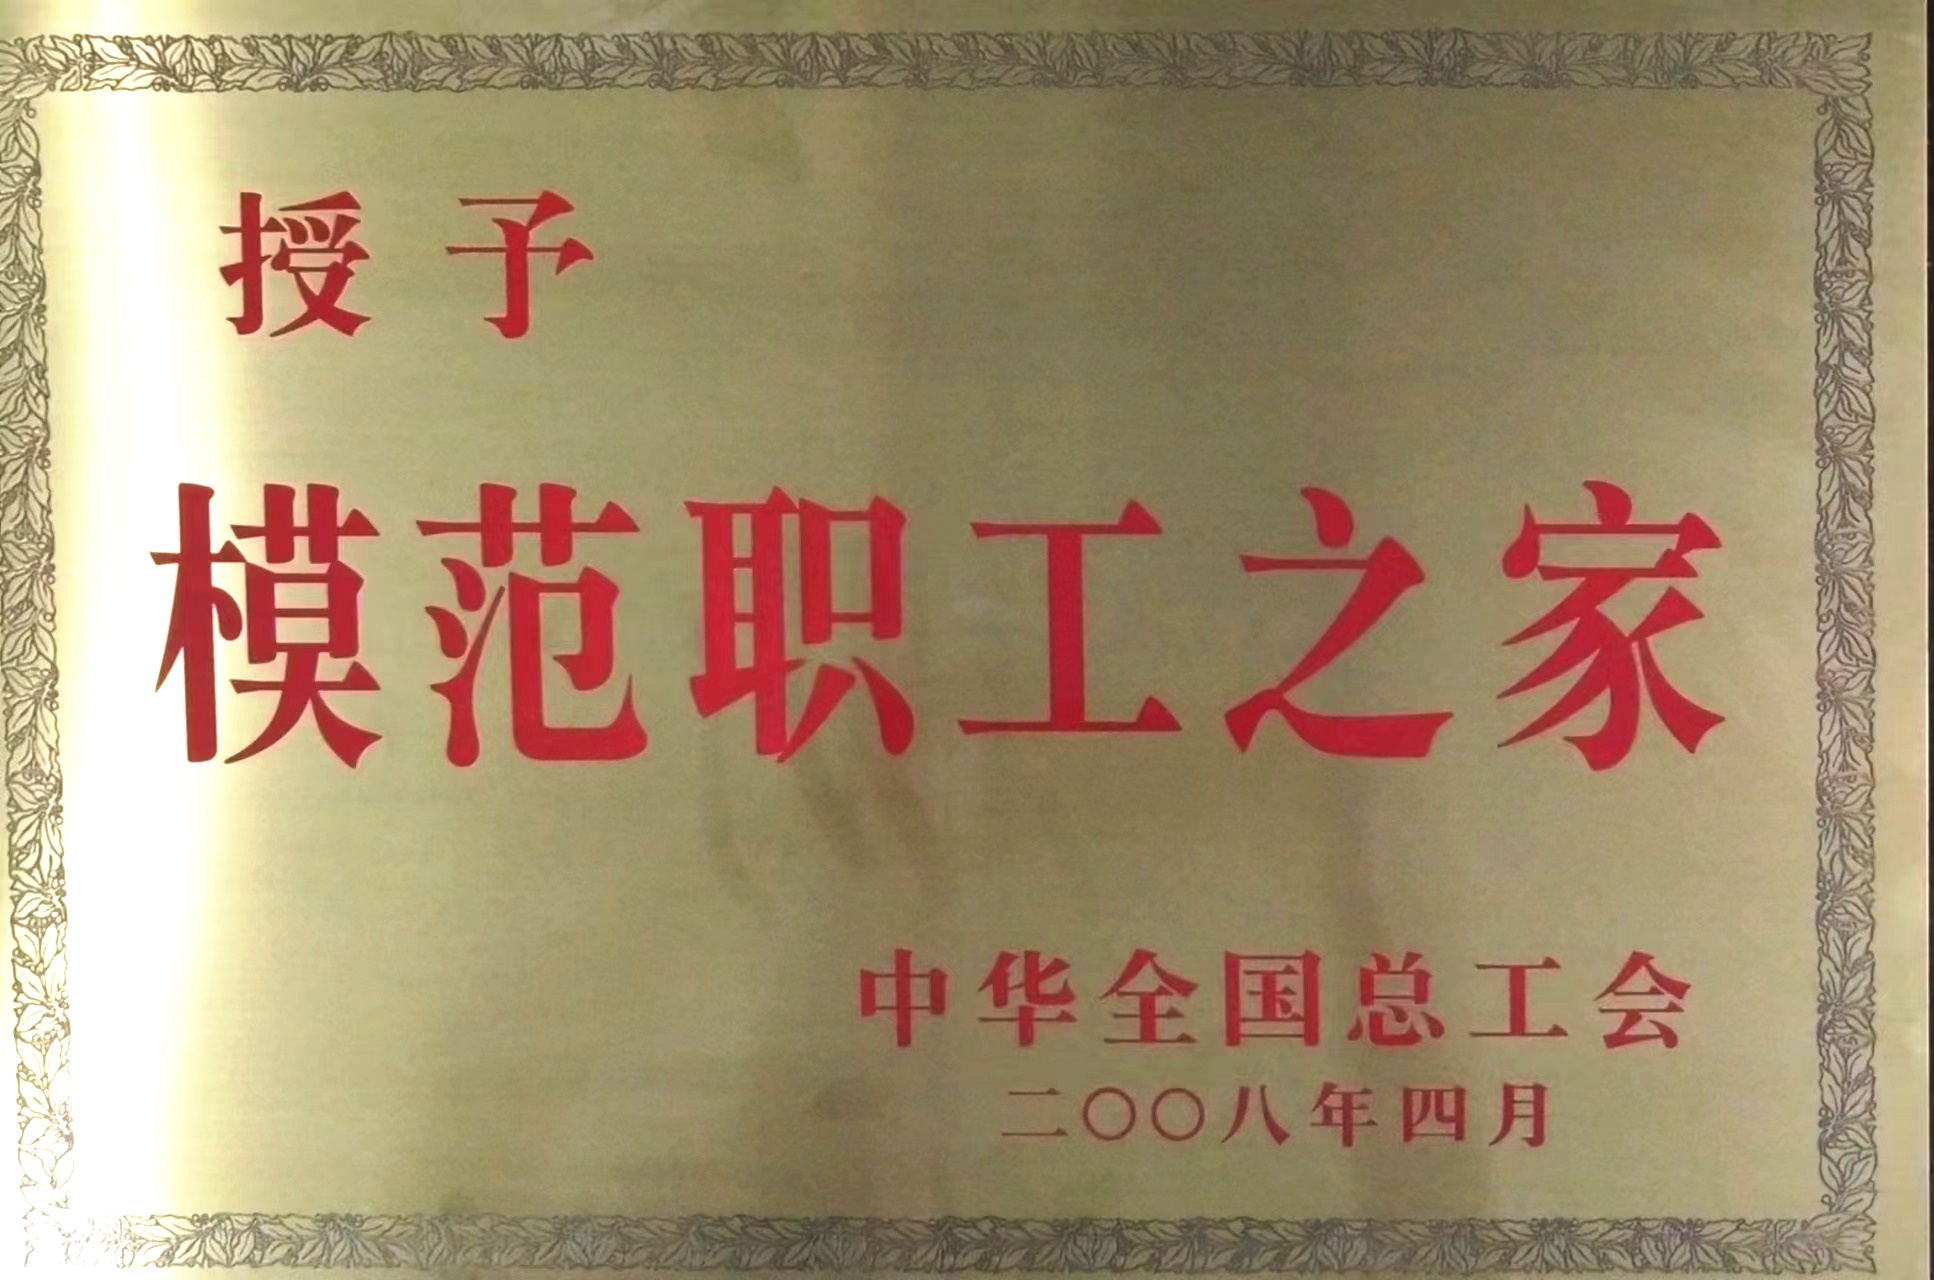 授予
模范职工之家
中华全国总工会
二〇〇八年四月